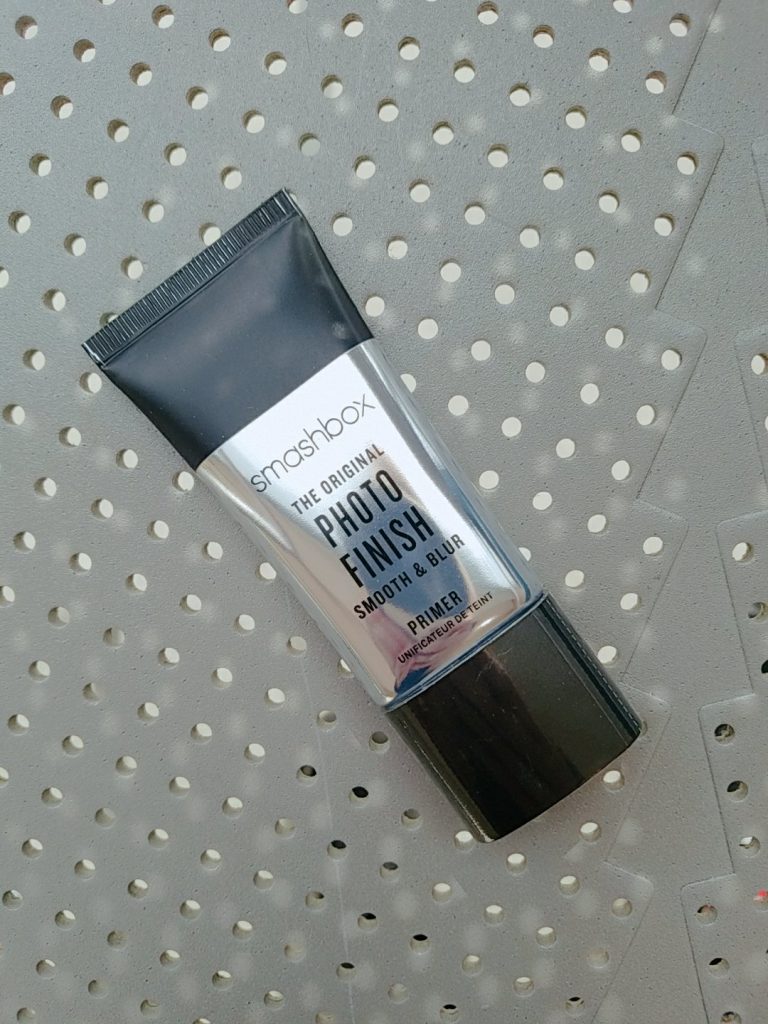 smashbox
THE ORIGINAL
PHOTO
FINISH
SMOOTH & BLUR
PRIMER
UNIFICATEUR DE TEINT